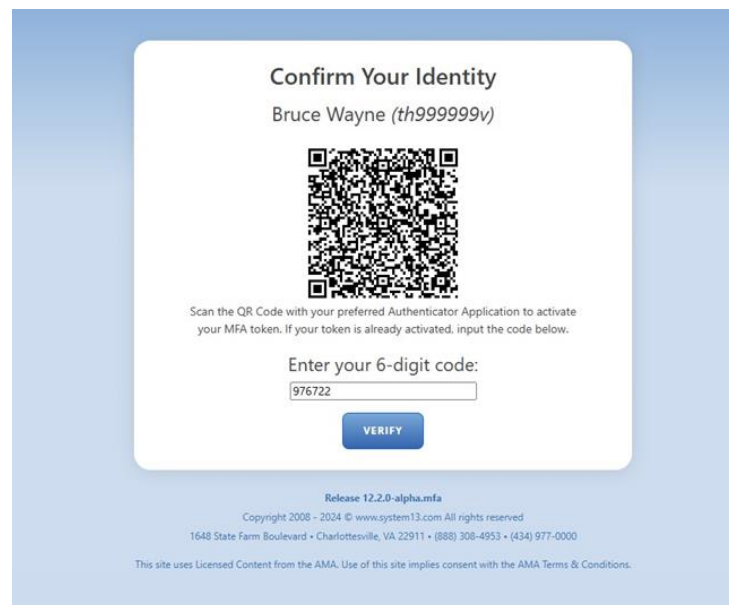 Confirm Your Identity
Bruce Wayne (th999999v)
Scan the QR Code with your preferred Authenticator Application to activate
your MFA token. If your token is already activated, input the code below.
Enter your 6-digit code:
976722
VERIFY
Release 12.2.0-alpha.mfa
Copyright 2008 - 2024 © www.system13.com All rights reserved
1648 State Farm Boulevard • Charlottesville, VA 22911 • (888) 308-4953 • (434) 977-0000
This site uses Licensed Content from the AMA. Use of this site implies consent with the AMA Terms & Conditions.